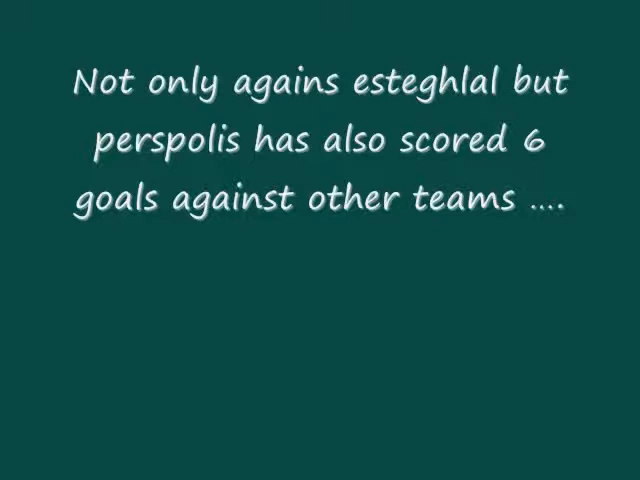 Not only agains esteghlal but
perspolis has also scored 6
goals against other teams ....